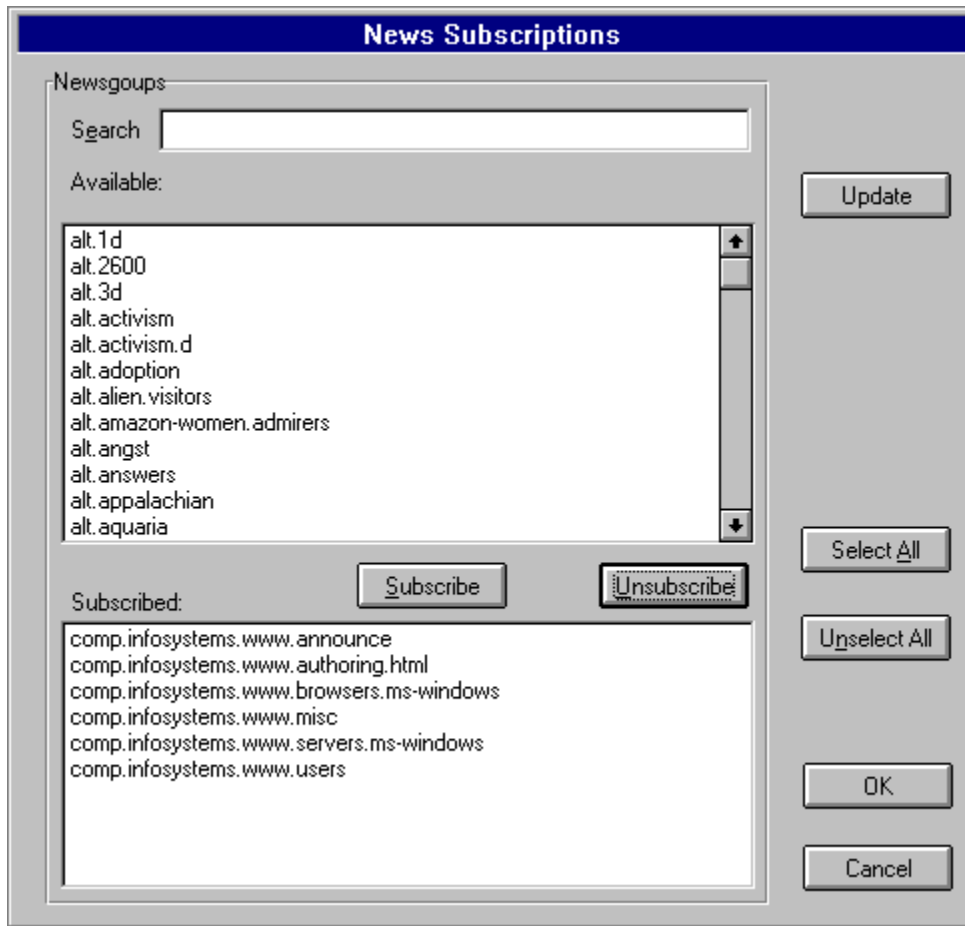 News Subscriptions
Newsgoups
Search
Available:
Update
alt.1d
alt.2600
alt.3d
alt.activism
alt.activism.d
alt.adoption
alt.alien.visitors
alt.amazon-women.admirers
alt.angst
alt.answers
alt.appalachian
alt.aquaria
Select All
Subscribe
Unsubscribe
Subscribed:
Unselect All
comp.infosystems.www.announce
comp.infosystems.www.authoring.html
comp.infosystems.www.browsers.ms-windows
comp.infosystems.www.misc
comp.infosystems.www.servers.ms-windows
comp.infosystems.www.users
OK
Cancel